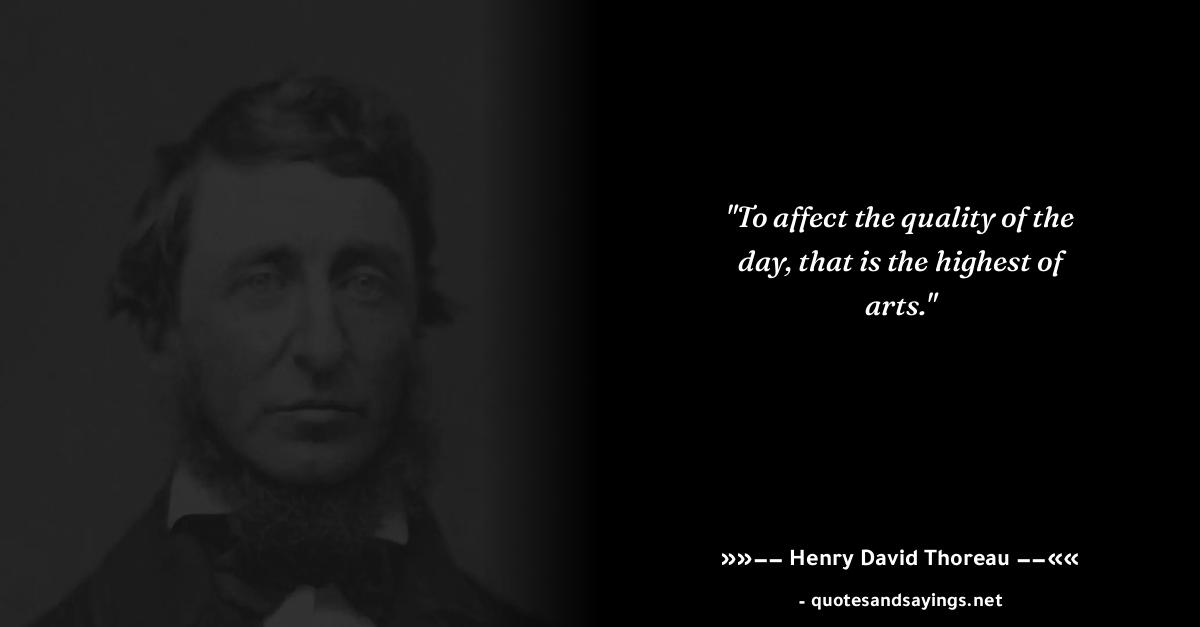 "To affect the quality of the
day, that is the highest of
arts."
»»–– Henry David Thoreau ––««
- quotesandsayings.net